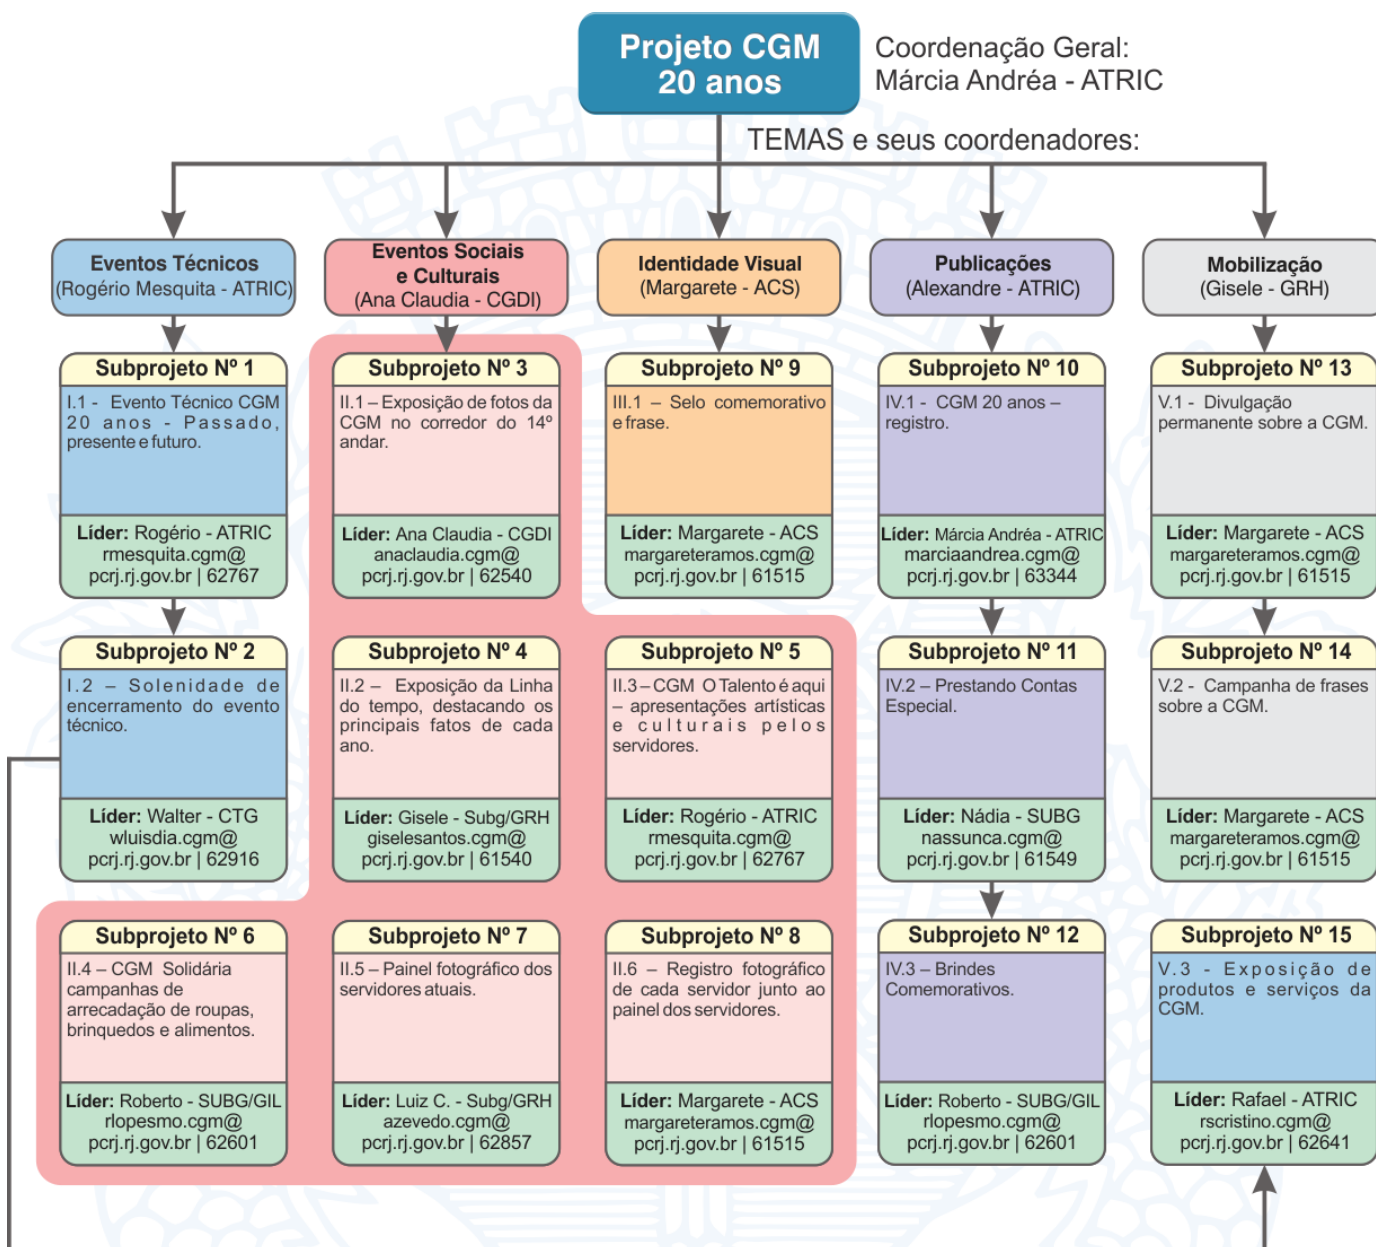 Projeto CGM
20 anos
Coordenação Geral:
Márcia Andréa - ATRIC
TEMAS e seus coordenadores:
Eventos Técnicos
(Rogério Mesquita - ATRIC)
Eventos Sociais
e Culturais
(Ana Claudia - CGDI)
Identidade Visual
(Margarete - ACS)
Publicações
(Alexandre - ATRIC)
Mobilização
(Gisele - GRH)
Subprojeto Nº 1
I.1 - Evento Técnico CGM
20 anos - Passado,
presente e futuro.
Líder: Rogério - ATRIC
rmesquita.cgm@
pcrj.rj.gov.br | 62767
Subprojeto Nº 3
II.1 – Exposição de fotos da
CGM no corredor do 14º
andar.
Líder: Ana Claudia - CGDI
anaclaudia.cgm@
pcrj.rj.gov.br | 62540
Subprojeto Nº 9
III.1 – Selo comemorativo
e frase.
Líder: Margarete - ACS
margareteramos.cgm@
pcrj.rj.gov.br | 61515
Subprojeto Nº 10
IV.1 - CGM 20 anos –
registro.
Líder: Márcia Andréa - ATRIC
marciaandrea.cgm@
pcrj.rj.gov.br | 63344
Subprojeto Nº 13
V.1 - Divulgação
permanente sobre a CGM.
Líder: Margarete - ACS
margareteramos.cgm@
pcrj.rj.gov.br | 61515
Subprojeto Nº 2
I.2 – Solenidade de
encerramento do evento
técnico.
Líder: Walter - CTG
wluisdia.cgm@
pcrj.rj.gov.br | 62916
Subprojeto Nº 4
II.2 – Exposição da Linha
do tempo, destacando os
principais fatos de cada
ano.
Líder: Gisele - Subg/GRH
giselesantos.cgm@
pcrj.rj.gov.br | 61540
Subprojeto Nº 5
II.3 – CGM O Talento é aqui
– apresentações artísticas
e culturais pelos
servidores.
Líder: Rogério - ATRIC
rmesquita.cgm@
pcrj.rj.gov.br | 62767
Subprojeto Nº 11
IV.2 – Prestando Contas
Especial.
Líder: Nádia - SUBG
nassunca.cgm@
pcrj.rj.gov.br | 61549
Subprojeto Nº 14
V.2 - Campanha de frases
sobre a CGM.
Líder: Margarete - ACS
margareteramos.cgm@
pcrj.rj.gov.br | 61515
Subprojeto Nº 6
II.4 – CGM Solidária
campanhas de
arrecadação de roupas,
brinquedos e alimentos.
Líder: Roberto - SUBG/GIL
rlopesmo.cgm@
pcrj.rj.gov.br | 62601
Subprojeto Nº 7
II.5 – Painel fotográfico dos
servidores atuais.
Líder: Luiz C. - Subg/GRH
azevedo.cgm@
pcrj.rj.gov.br | 62857
Subprojeto Nº 8
II.6 – Registro fotográfico
de cada servidor junto ao
painel dos servidores.
Líder: Margarete - ACS
margareteramos.cgm@
pcrj.rj.gov.br | 61515
Subprojeto Nº 12
IV.3 – Brindes
Comemorativos.
Líder: Roberto - SUBG/GIL
rlopesmo.cgm@
pcrj.rj.gov.br | 62601
Subprojeto Nº 15
V.3 - Exposição de
produtos e serviços da
CGM.
Líder: Rafael - ATRIC
rscristino.cgm@
pcrj.rj.gov.br | 62641